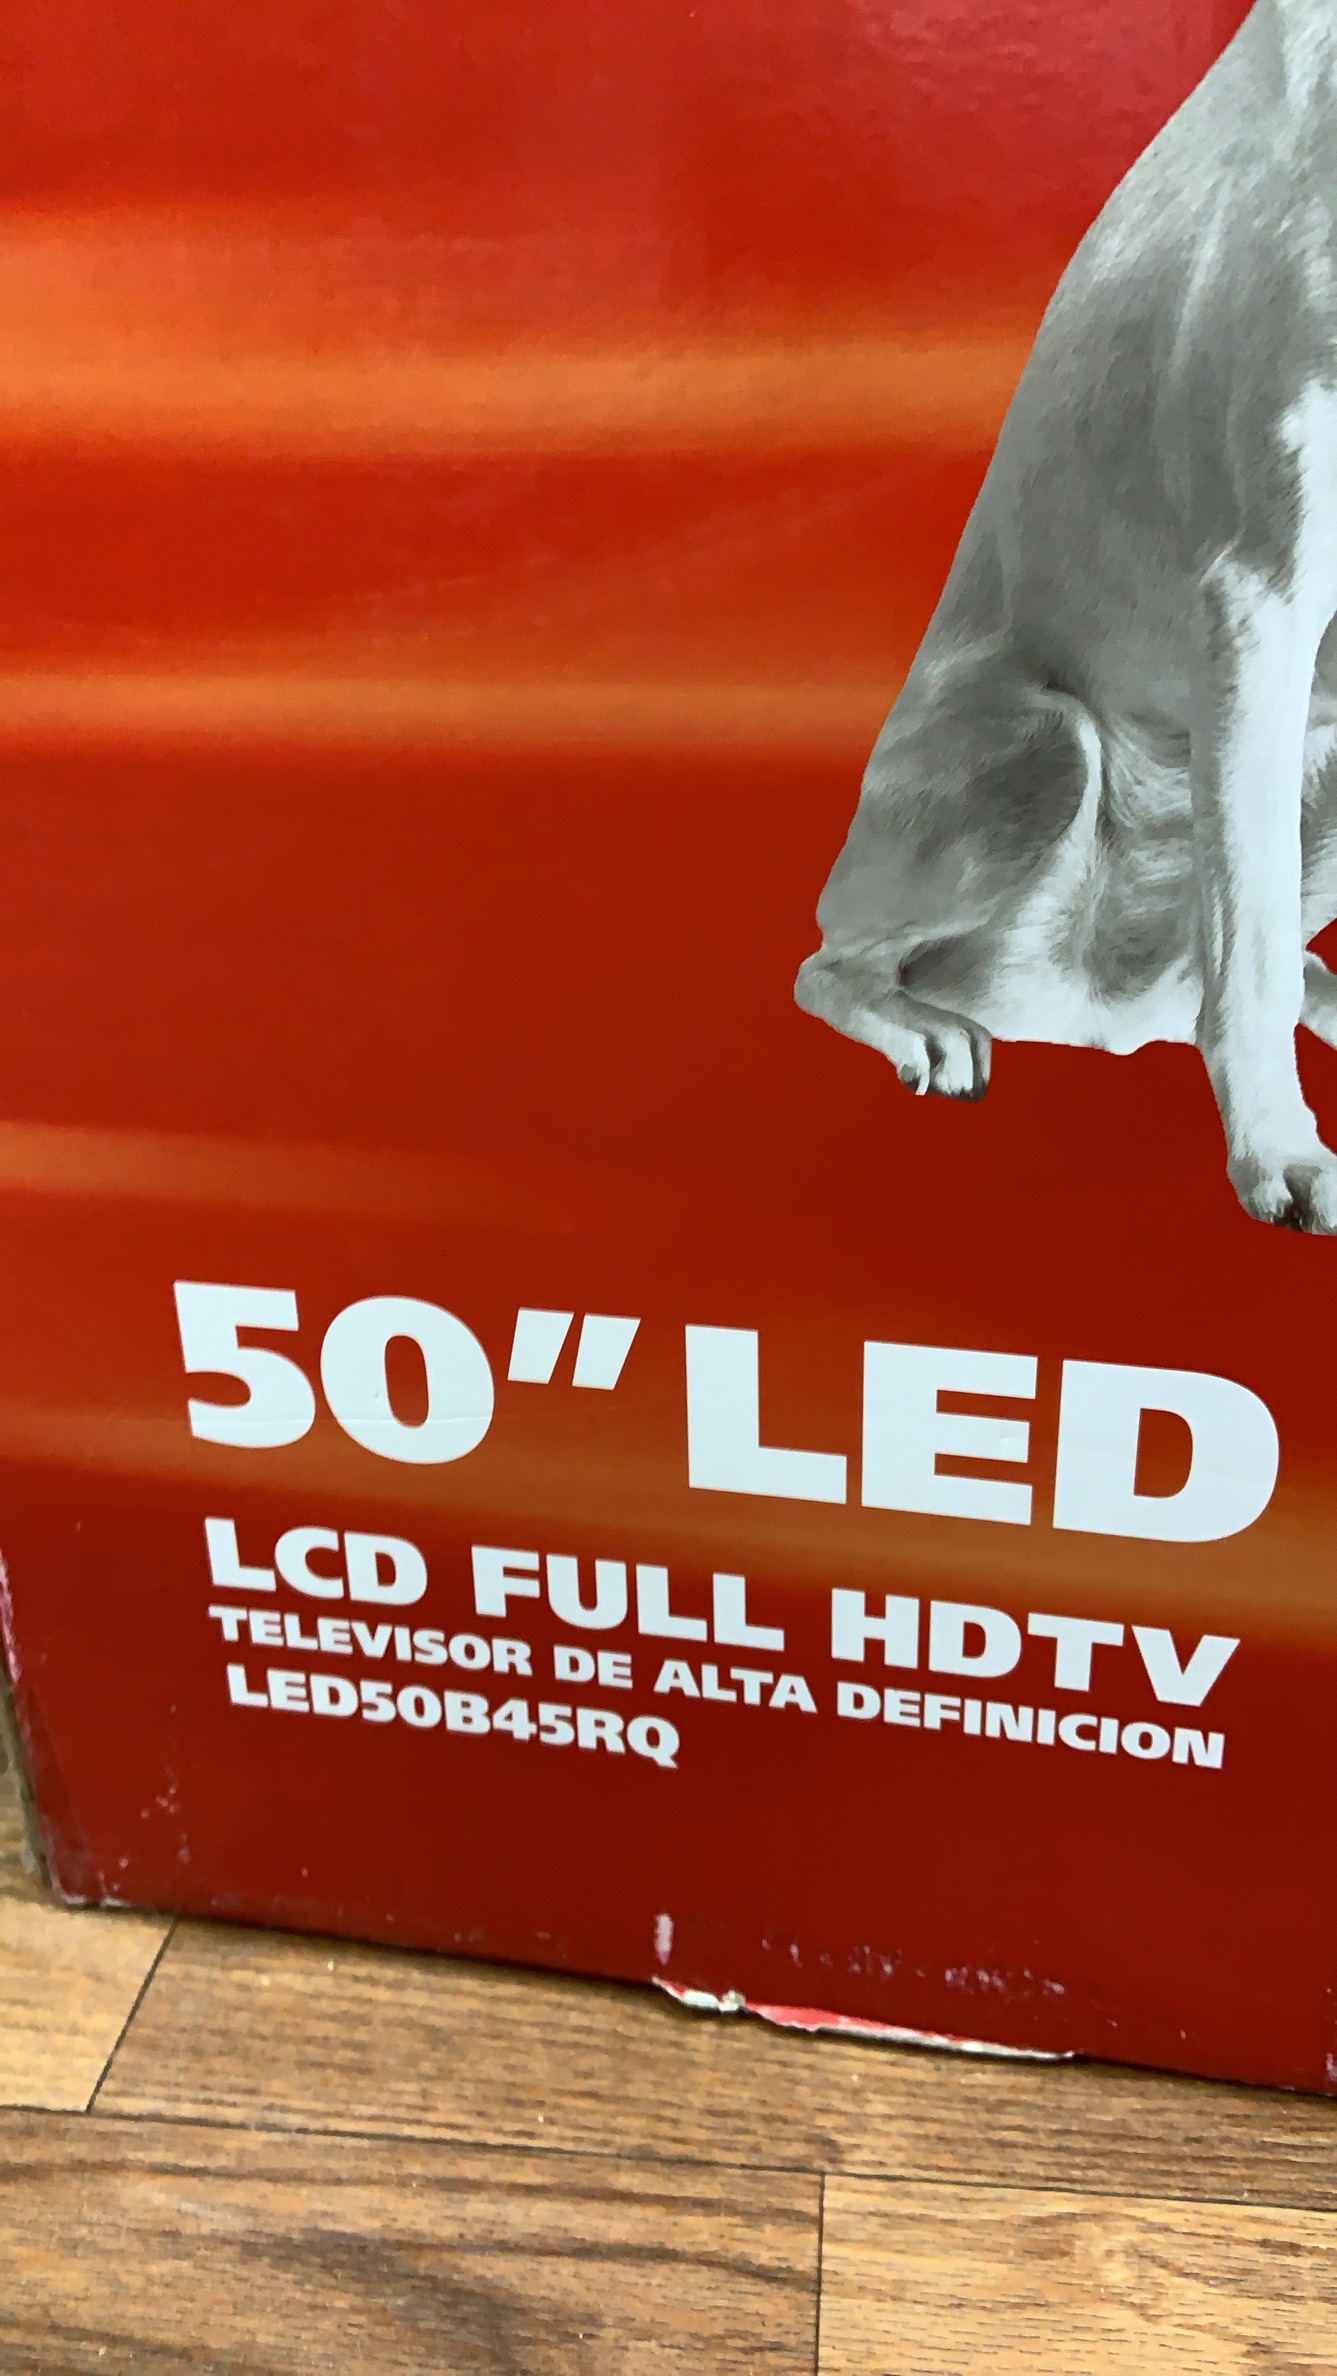 50" LED
LCD FULL HDTV
TELEVISOR DE ALTA DEFINICION
LED50B45RQ